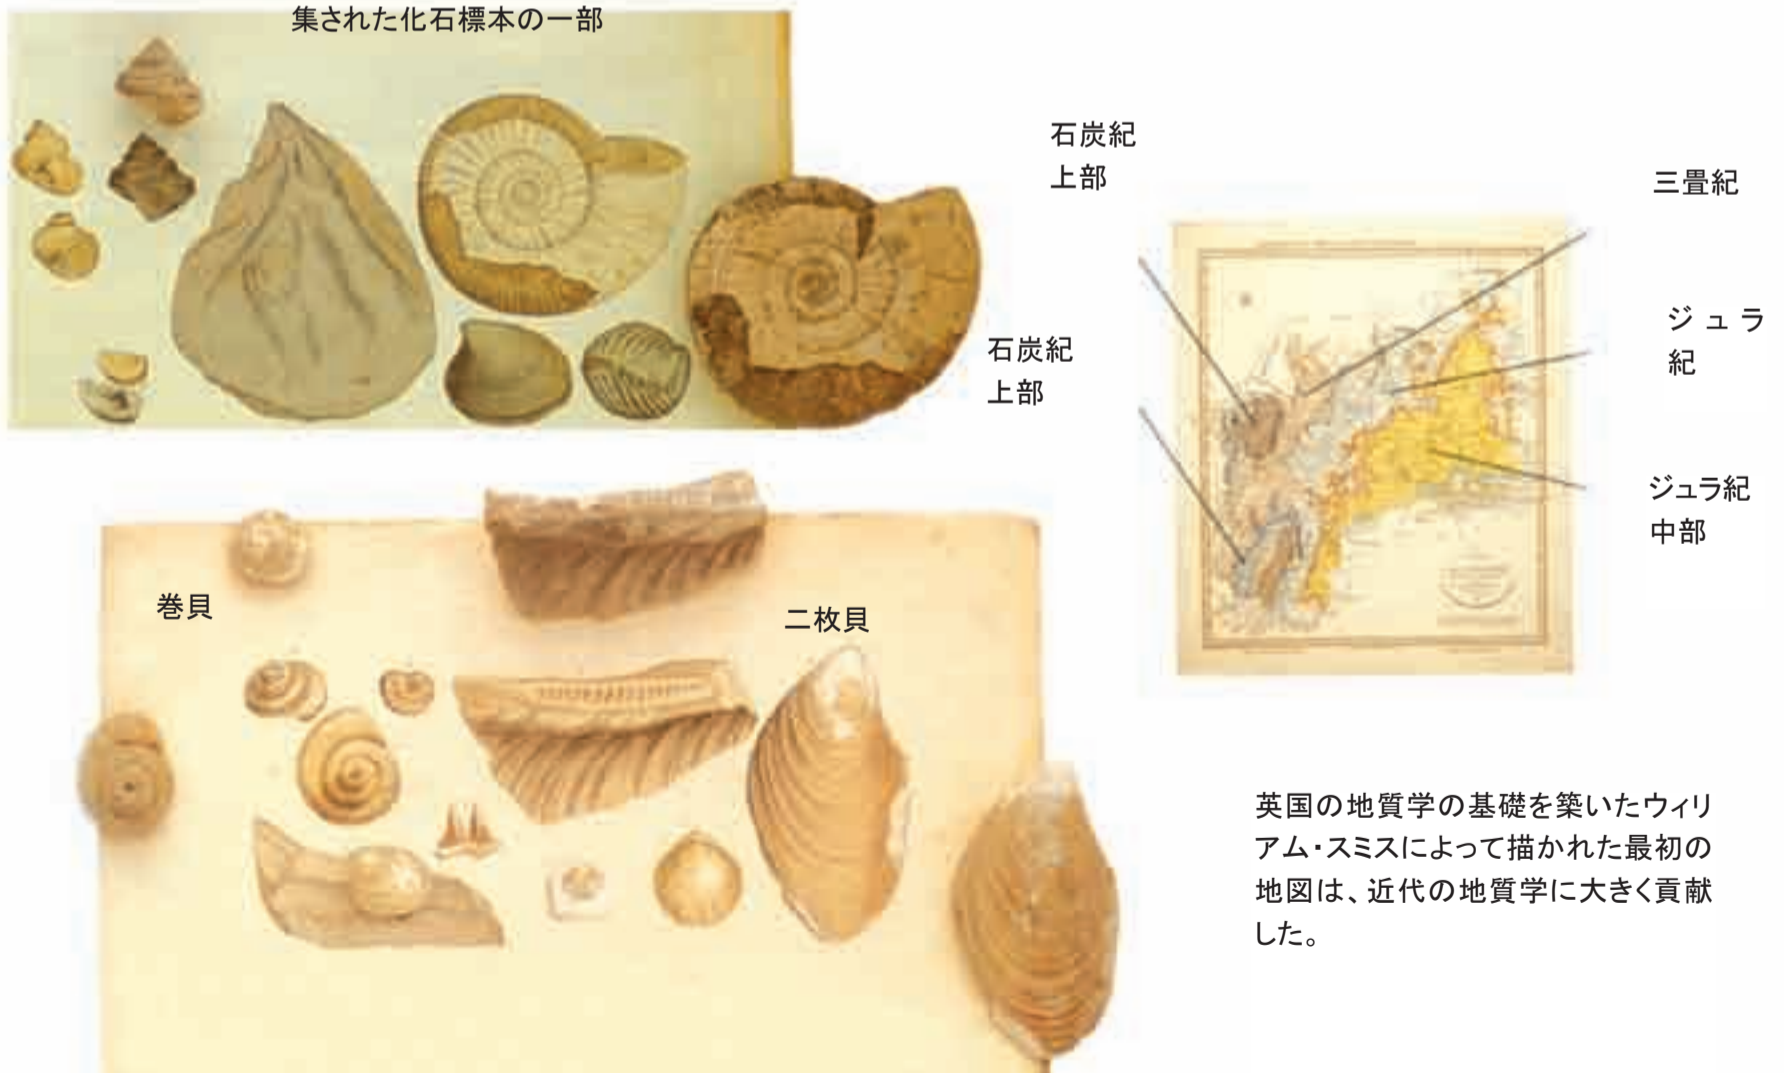 集された化石標本の一部
石炭紀
上部
三畳紀
ジュラ
紀
石炭紀
上部
ジュラ紀
中部
巻貝
二枚貝
英国の地質学の基礎を築いたウィリ
アム・スミスによって描かれた最初の
地図は、近代の地質学に大きく貢献
した。